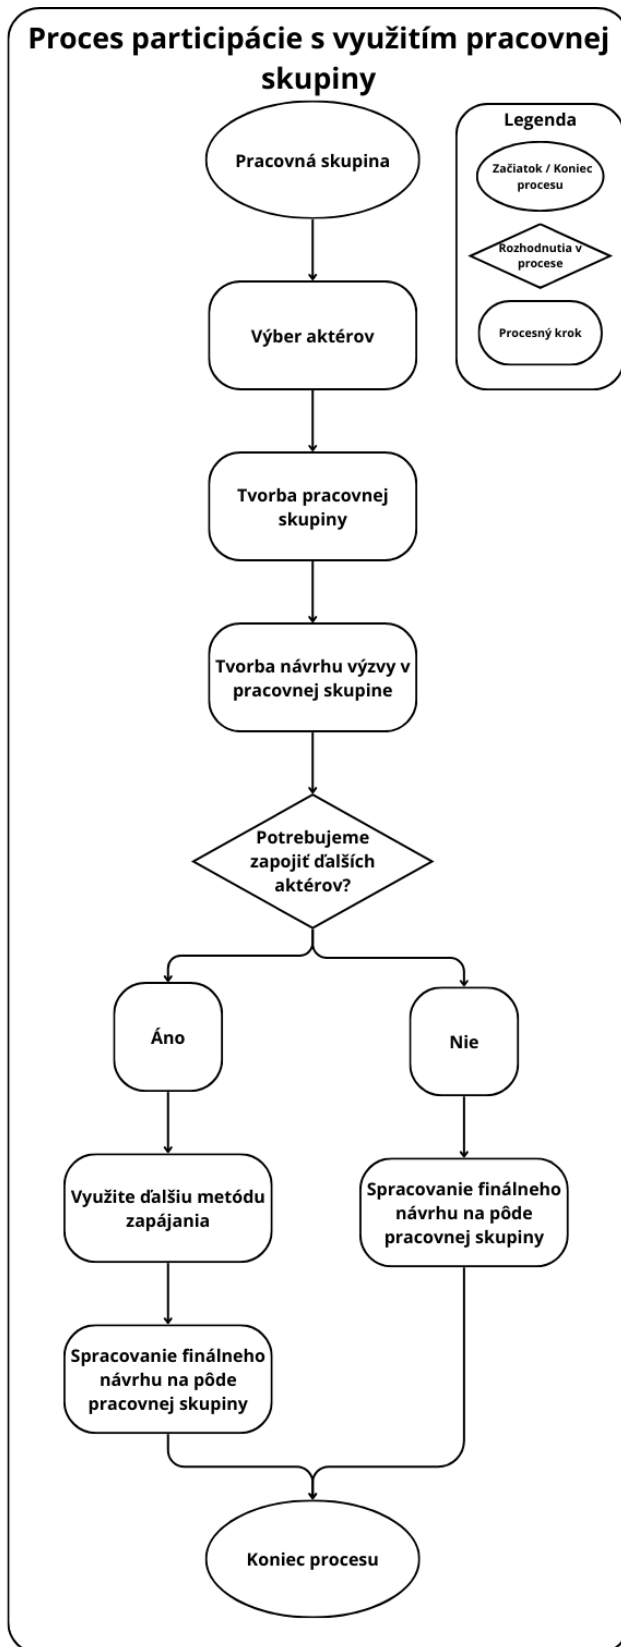 Proces participácie s využitím pracovnej
skupiny
Pracovná skupina
Legenda
Začiatok / Koniec
procesu
Rozhodnutia v
procese
Procesný krok
Výber aktérov
Tvorba pracovnej
skupiny
Tvorba návrhu výzvy v
pracovnej skupine
Potrebujeme
zapojiť ďalších
aktérov?
Áno
Nie
Využite ďalšiu metódu
zapájania
Spracovanie finálneho
návrhu na pôde
pracovnej skupiny
Spracovanie finálneho
návrhu na pôde
pracovnej skupiny
Koniec procesu